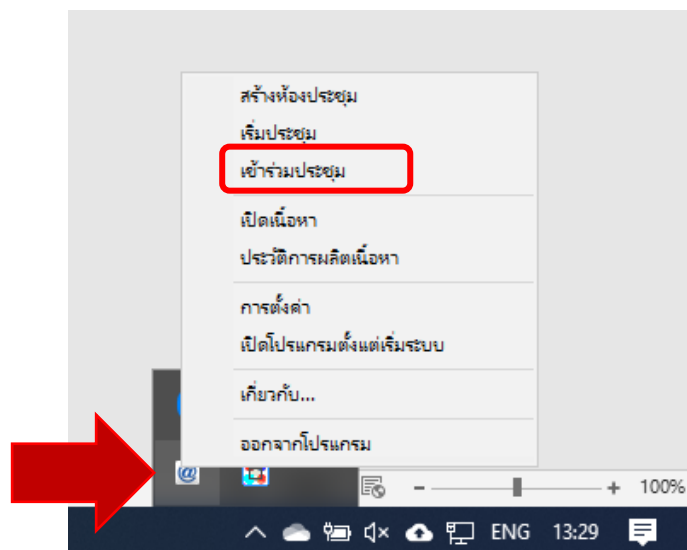 สร้างห้องประชุม
เริ่มประชุม
เข้าร่วมประชุม
เปิดเนื้อหา
ประวัติการผลิตเนื้อหา
การตั้งค่า
เปิดโปรแกรมตั้งแต่เริ่มระบบ
เกี่ยวกับ...
ออกจากโปรแกรม
@
- + 100%
ENG 13:29